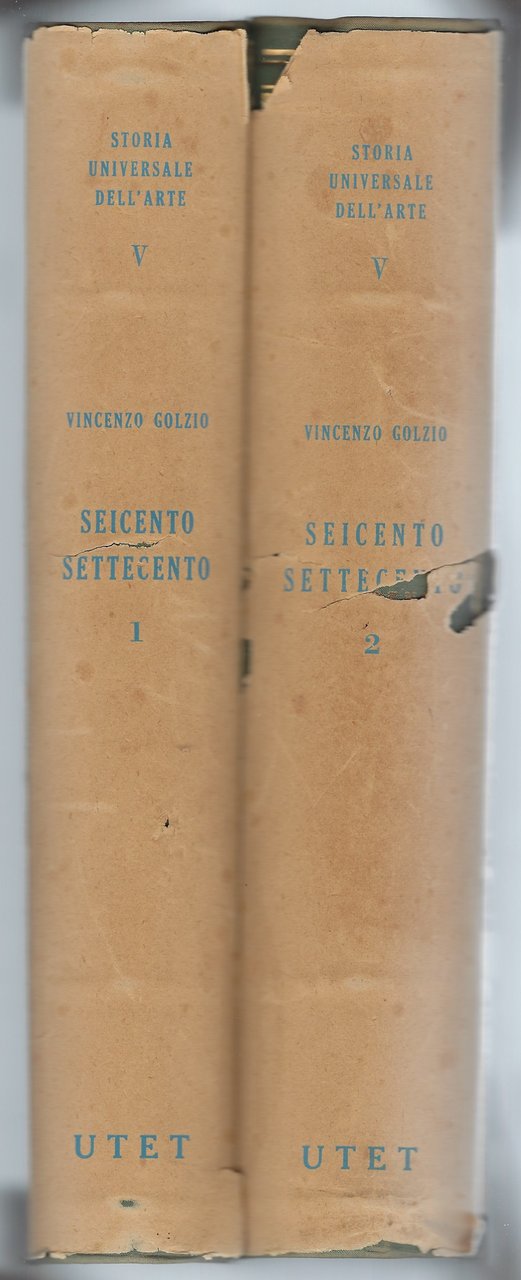 STORIA
UNIVERSALE
DELL'ARTE
V
VINCENZO GOLZIO
SEICENTO
SETTECENTO
1
UTET
STORIA
UNIVERSALE
DELL'ARTE
V
VINCENZO GOLZIO
SEICENTO
SETTECENTO
2
UTET